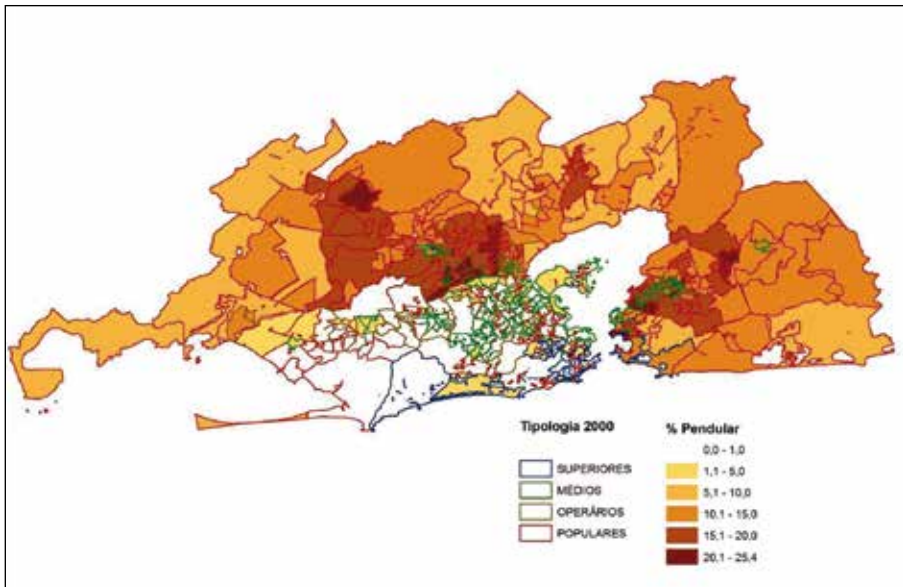 Tipologia 2000
SUPERIORES
MÉDIOS
OPERÁRIOS
POPULARES
% Pendular
0,0 - 1,0
1,1 - 5,0
5,1 - 10,0
10,1 - 15,0
15,1 - 20,0
20,1 - 25,4